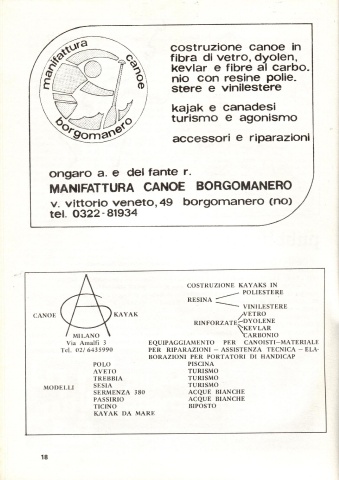 manifattura canoe
borgomanero
costruzione canoe in
fibra di vetro, dyolen,
kevlar e fibre al carbo.
nio con resine polie.
stere e vinilestere
kajak e canadesi
turismo e agonismo
accessori e riparazioni
ongaro a. e del fante r.
MANIFATTURA CANOE BORGOMANERO
v. vittorio veneto, 49 borgomanero (no)
tel. 0322-81934
CANOE KAYAK
MILANO
Via Amalfi 3
Tel. 02/6435990
COSTRUZIONE KAYAKS IN
POLIESTERE
RESINA
VINILESTERE
VETRO
RINFORZATE DYOLENE
KEVLAR
CARBONIO
EQUIPAGGIAMENTO PER CANOISTI-MATERIALE
PER RIPARAZIONI - ASSISTENZA TECNICA - ELA-
BORAZIONI PER PORTATORI DI HANDICAP
MODELLI
POLO PISCINA
AVETO TURISMO
TREBBIA TURISMO
SESIA TURISMO
SERMENZA 380 ACQUE BIANCHE
PASSIRIO ACQUE BIANCHE
TICINO BIPOSTO
KAYAK DA MARE
18